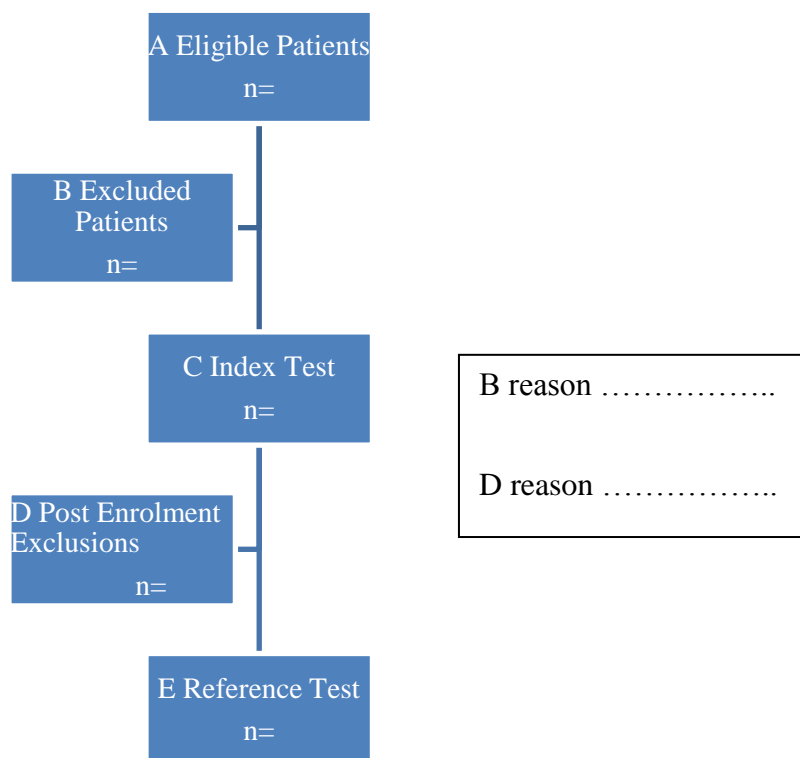 A Eligible Patients
n=
B Excluded
Patients
n=
C Index Test
n=
B reason ……………..
D reason ……………..
D Post Enrolment
Exclusions
n=
E Reference Test
n=